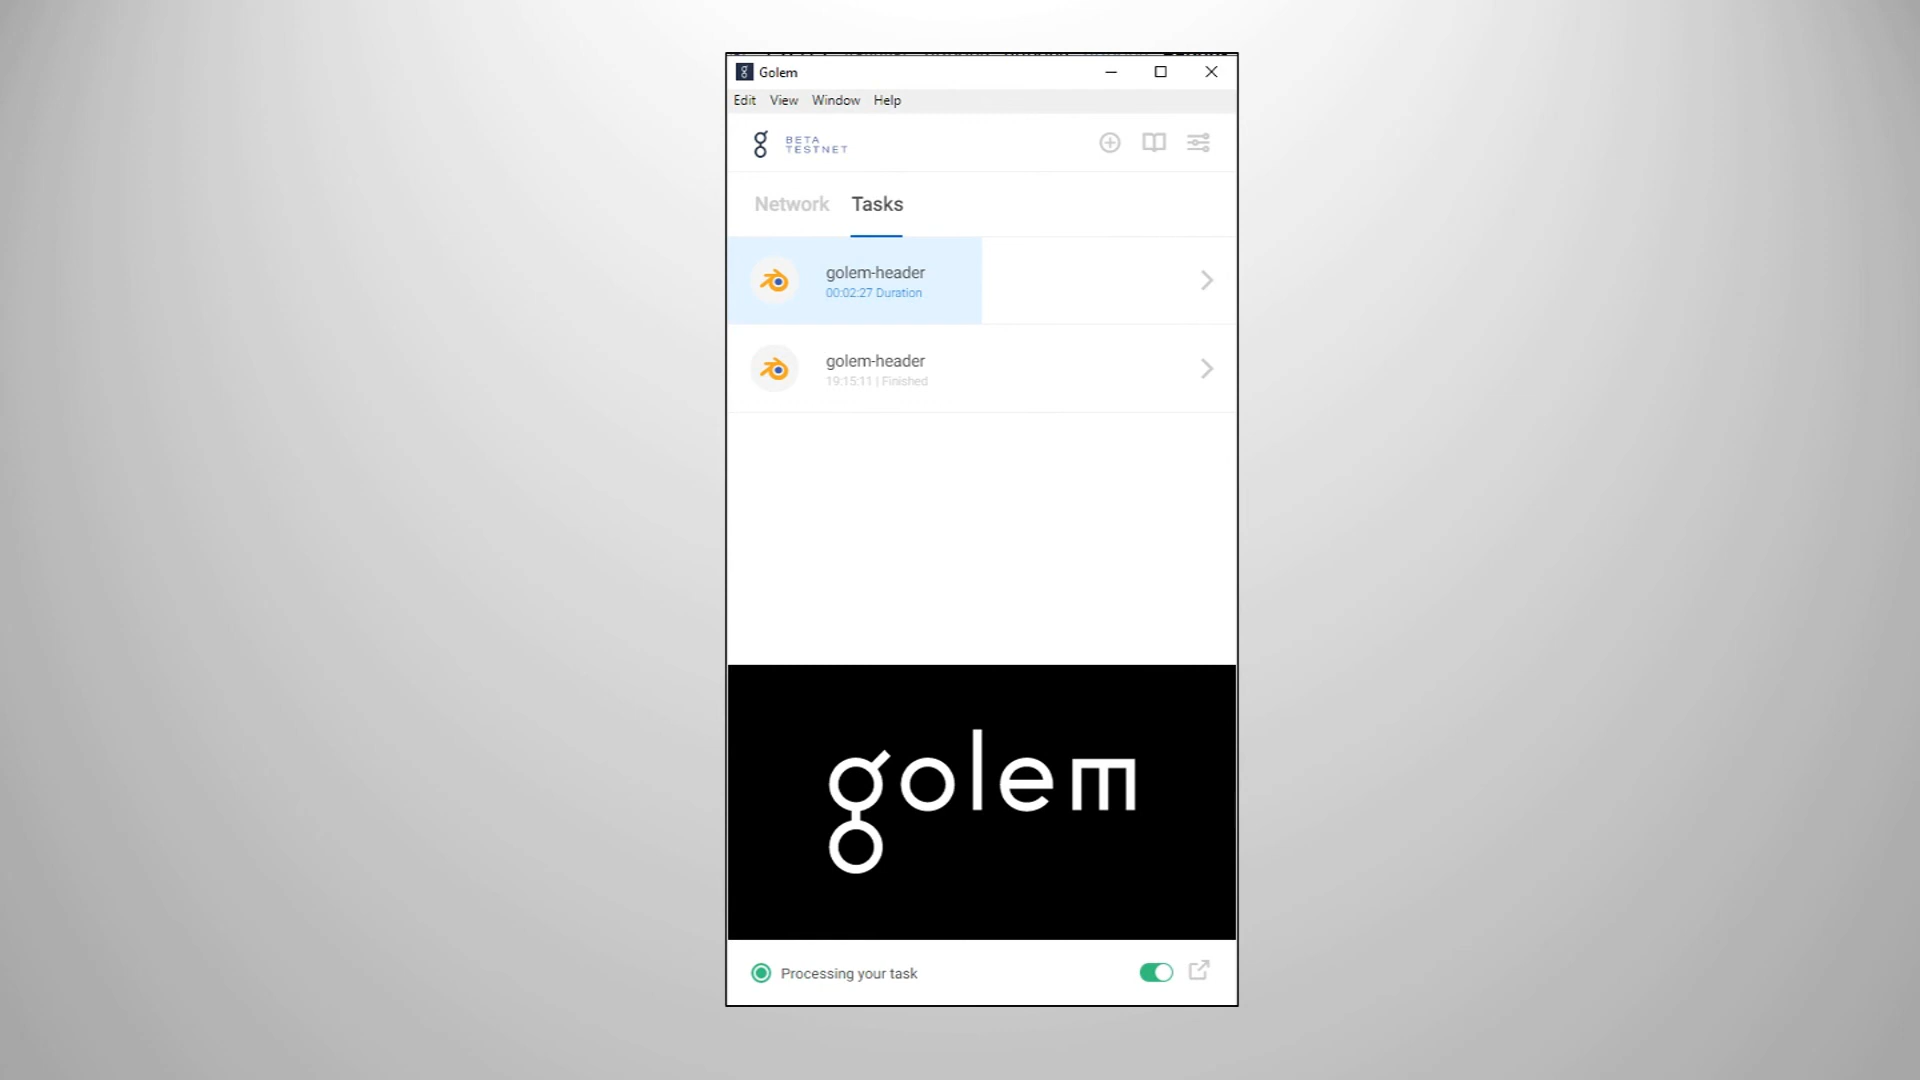 Golem
Edit View Window Help
BETA
TESTNET
Network Tasks
golem-header
00:02:27 Duration
golem-header
19:15:11 | Finished
golem
Processing your task